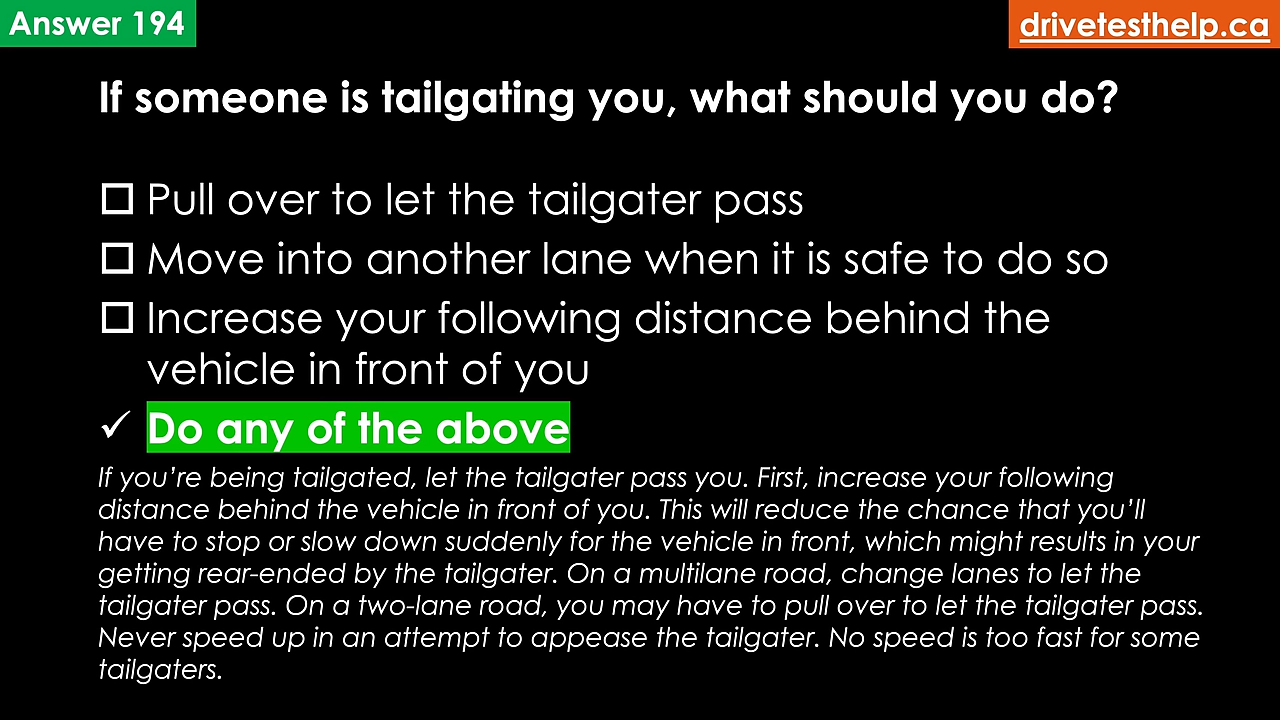 Answer 194
drivetesthelp.ca
If someone is tailgating you, what should you do?
Pull over to let the tailgater pass
Move into another lane when it is safe to do so
Increase your following distance behind the
vehicle in front of you
Do any of the above
If you’re being tailgated, let the tailgater pass you. First, increase your following
distance behind the vehicle in front of you. This will reduce the chance that you’ll
have to stop or slow down suddenly for the vehicle in front, which might results in your
getting rear-ended by the tailgater. On a multilane road, change lanes to let the
tailgater pass. On a two-lane road, you may have to pull over to let the tailgater pass.
Never speed up in an attempt to appease the tailgater. No speed is too fast for some
tailgaters.